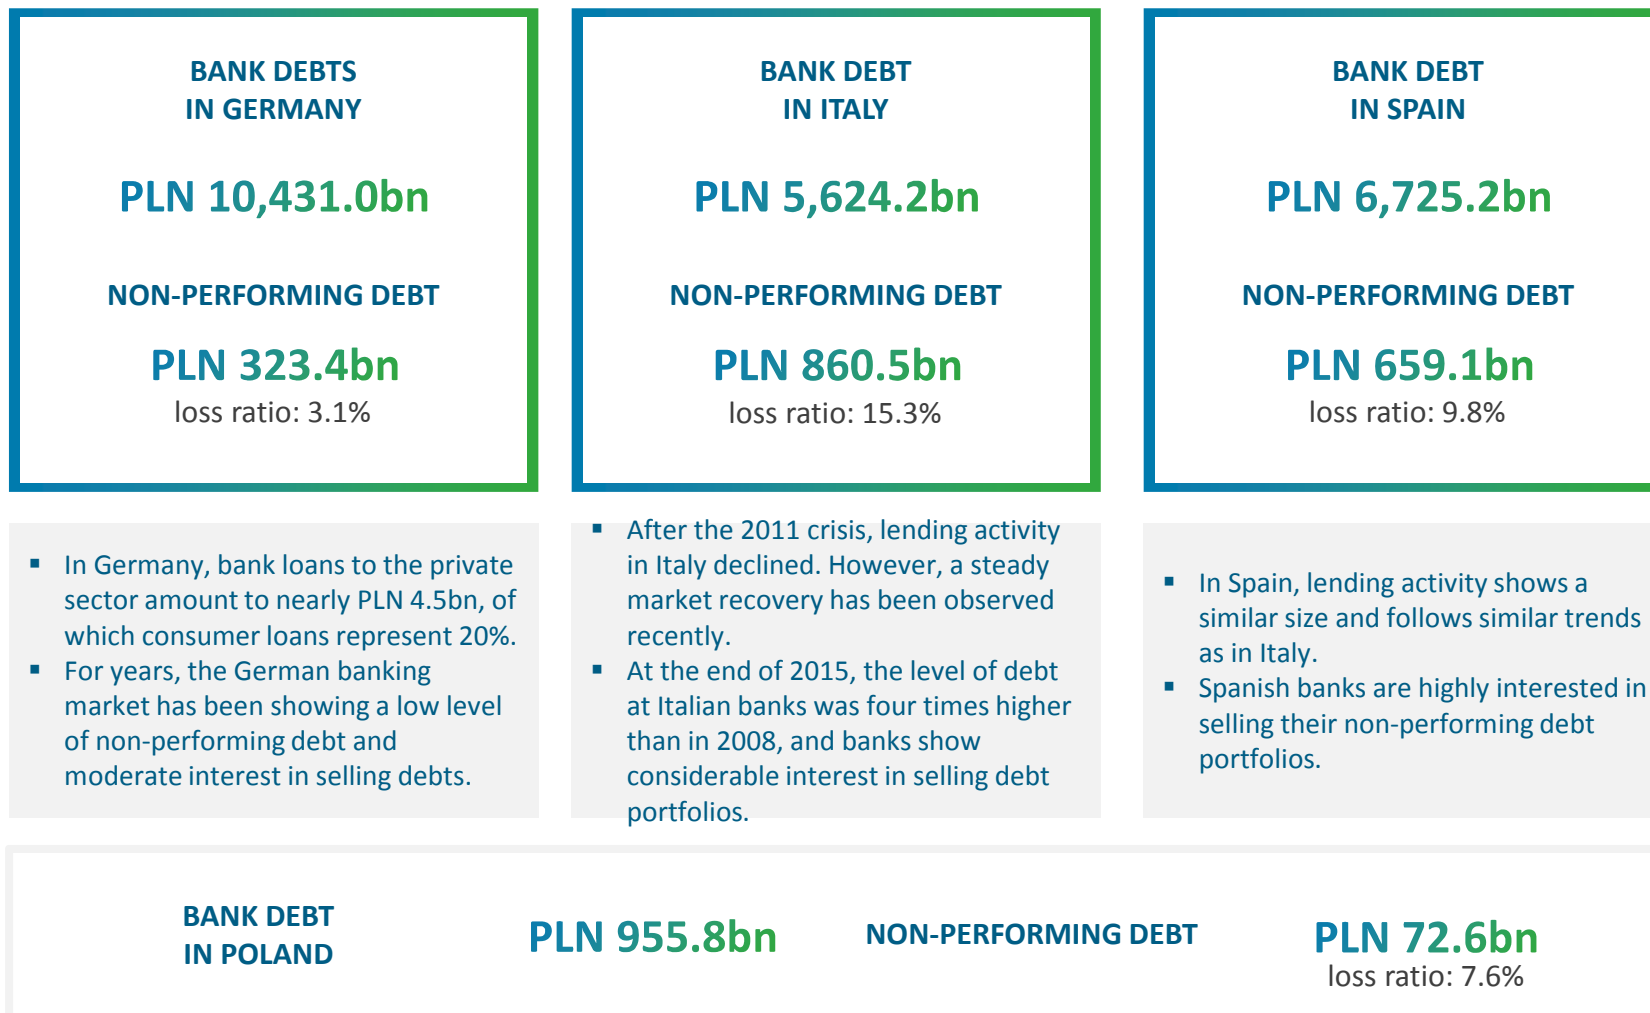 BANK DEBTS
IN GERMANY
PLN 10,431.0bn
NON-PERFORMING DEBT
PLN 323.4bn
loss ratio: 3.1%
BANK DEBT
IN ITALY
PLN 5,624.2bn
NON-PERFORMING DEBT
PLN 860.5bn
loss ratio: 15.3%
BANK DEBT
IN SPAIN
PLN 6,725.2bn
NON-PERFORMING DEBT
PLN 659.1bn
loss ratio: 9.8%
▪ In Germany, bank loans to the private
sector amount to nearly PLN 4.5bn, of
which consumer loans represent 20%.
▪ For years, the German banking
market has been showing a low level
of non-performing debt and
moderate interest in selling debts.
▪ After the 2011 crisis, lending activity
in Italy declined. However, a steady
market recovery has been observed
recently.
▪ At the end of 2015, the level of debt
at Italian banks was four times higher
than in 2008, and banks show
considerable interest in selling debt
portfolios.
▪ In Spain, lending activity shows a
similar size and follows similar trends
as in Italy.
▪ Spanish banks are highly interested in
selling their non-performing debt
portfolios.
BANK DEBT
IN POLAND
PLN 955.8bn
NON-PERFORMING DEBT
PLN 72.6bn
loss ratio: 7.6%